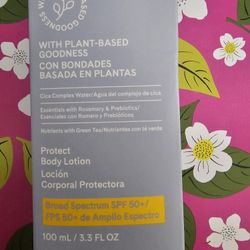 WITH PLANT-BASED
GOODNESS
CON BONDADES
BASADA EN PLANTAS
Cica Complex Water/Agua del complejo de cica
Essentials with Rosemary & Prebiotics/
Esenciales con Romero y Prebióticos
Nutrients with Green Tea/Nutrientes con té verde
Protect
Body Lotion
Loción
Corporal Protectora
Broad Spectrum SPF 50+/
FPS 50+ de Amplio Espectro
100 mL / 3.3 FL OZ